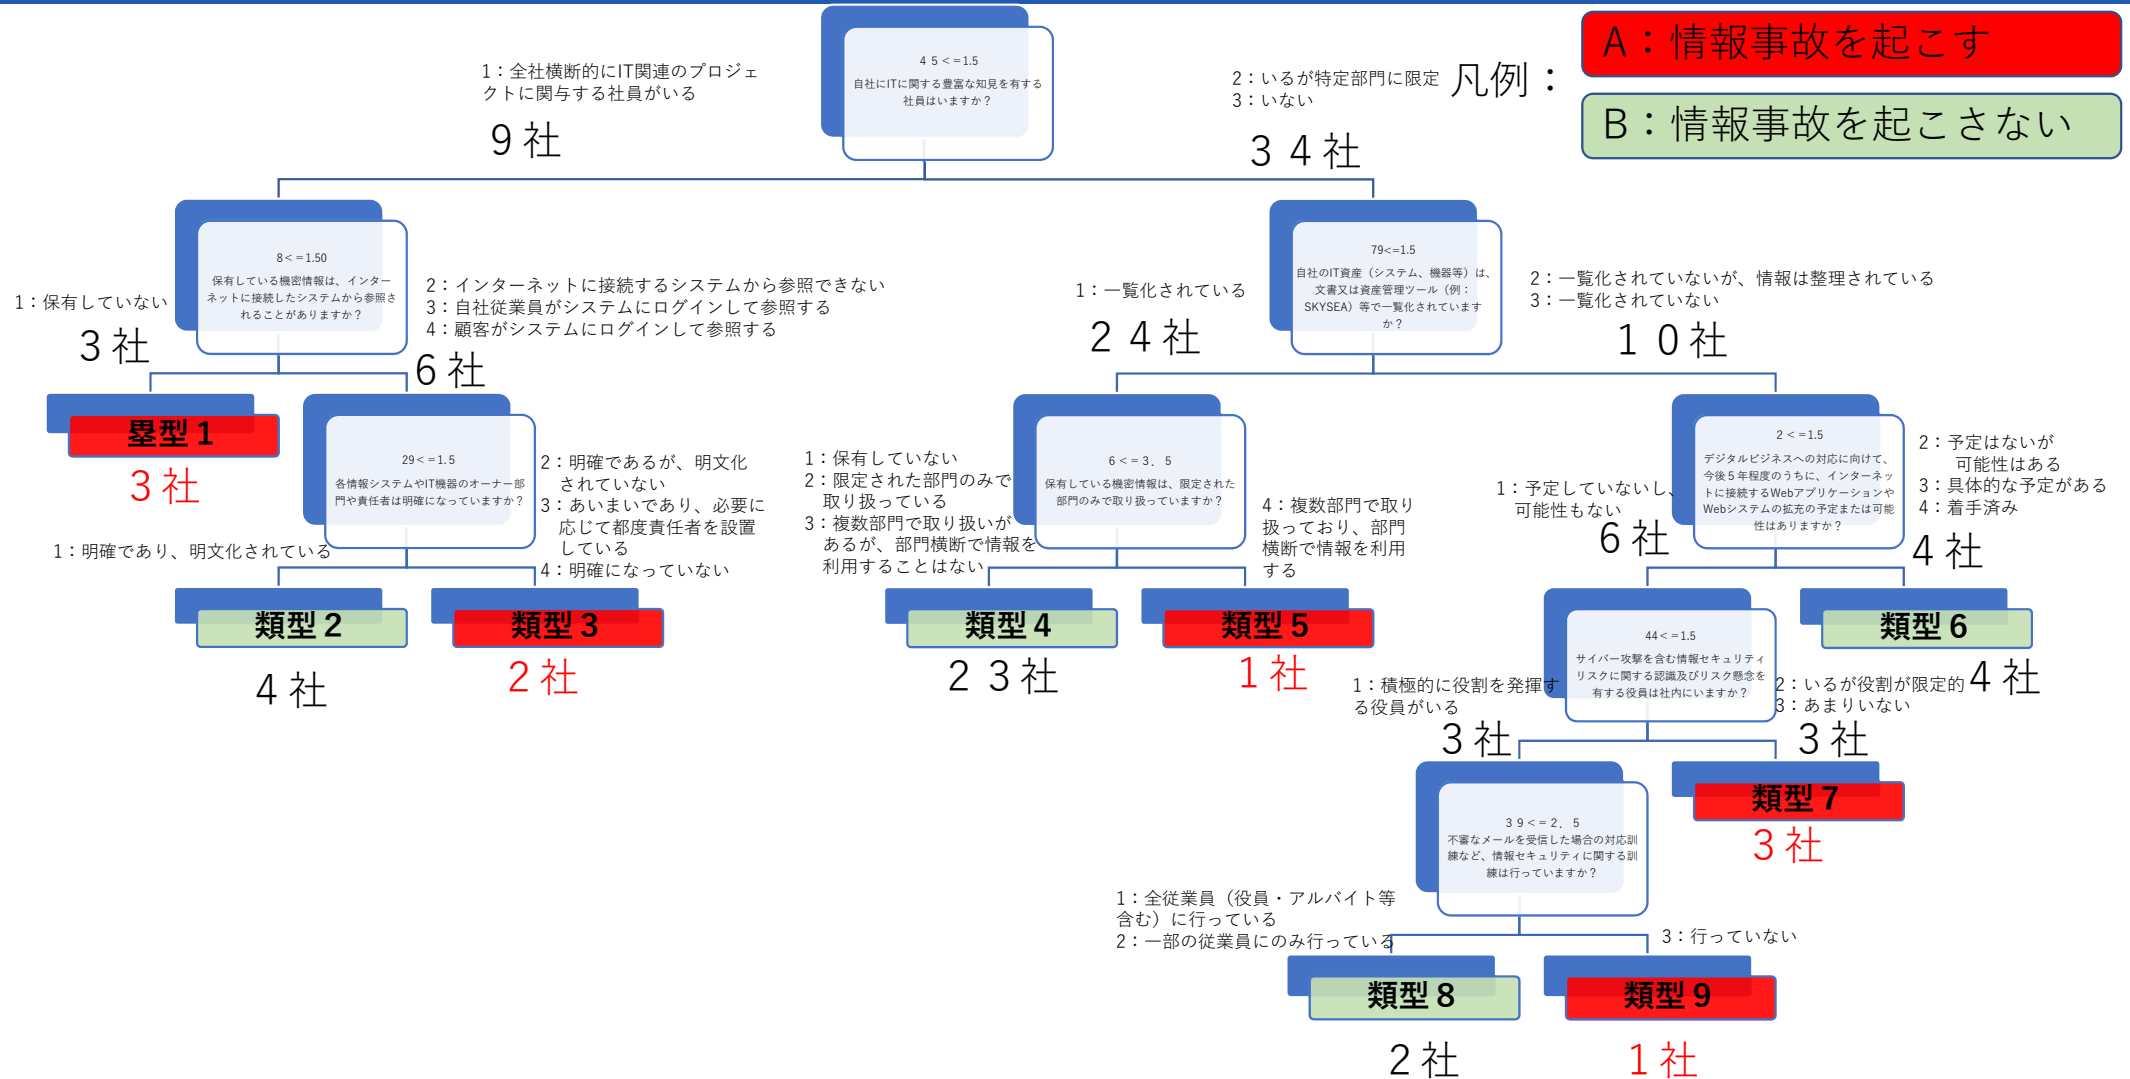 ４５＜＝1.5
自社にITに関する豊富な知見を有する
社員はいますか？
1：全社横断的にIT関連のプロジェ
クトに関与する社員がいる
９社
2：いるが特定部門に限定
3：いない
３４社
凡例：
A：情報事故を起こす
B：情報事故を起こさない
8＜＝1.50
保有している機密情報は、インター
ネットに接続したシステムから参照さ
れることがありますか？
1：保有していない
３社
2：インターネットに接続するシステムから参照できない
3：自社従業員がシステムにログインして参照する
4：顧客がシステムにログインして参照する
６社
79<=1.5
自社のIT資産（システム、機器等）は、
文書又は資産管理ツール（例：
SKYSEA）等で一覧化されています
か？
1：一覧化されている
２４社
2：一覧化されていないが、情報は整理されている
3：一覧化されていない
１０社
塁型１
３社
29＜＝1.５
各情報システムやIT機器のオーナー部
門や責任者は明確になっていますか？
1：明確であり、明文化されている
2：明確であるが、明文化
されていない
3：あいまいであり、必要に
応じて都度責任者を設置
している
4：明確になっていない
６＜＝３．５
保有している機密情報は、限定された
部門のみで取り扱っていますか？
1：保有していない
2：限定された部門のみで
取り扱っている
3：複数部門で取り扱いが
あるが、部門横断で情報を
利用することはない
4：複数部門で取り
扱っており、部門
横断で情報を利用
する
２＜＝1.5
デジタルビジネスへの対応に向けて、
今後５年程度のうちに、インターネッ
トに接続するWebアプリケーションや
Webシステムの拡充の予定または可能
性はありますか？
1：予定していないし、
可能性もない
６社
2：予定はないが
可能性はある
3：具体的な予定がある
4：着手済み
４社
類型２
４社
類型３
２社
類型４
２３社
類型５
１社
44＜＝1.5
サイバー攻撃を含む情報セキュリティ
リスクに関する認識及びリスク懸念を
有する役員は社内にいますか？
類型６
４社
1：積極的に役割を発揮す
る役員がいる
３社
2：いるが役割が限定的
3：あまりいない
３社
３９＜＝２．５
不審なメールを受信した場合の対応訓
練など、情報セキュリティに関する訓
練は行っていますか？
類型７
３社
1：全従業員（役員・アルバイト等
含む）に行っている
2：一部の従業員にのみ行っている
3：行っていない
類型８
２社
類型９
１社